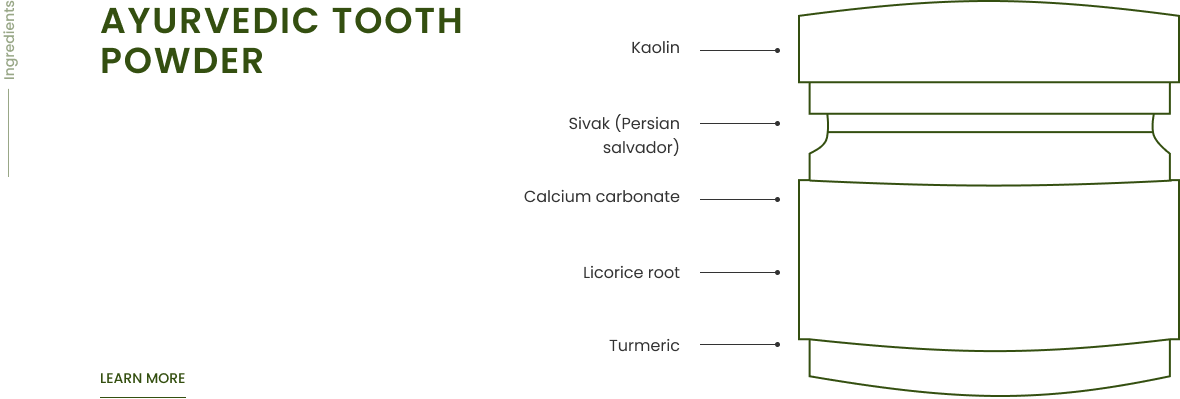 Ingredients
AYURVEDIC TOOTH
POWDER
Kaolin
Sivak (Persian
salvador)
Calcium carbonate
Licorice root
Turmeric
LEARN MORE